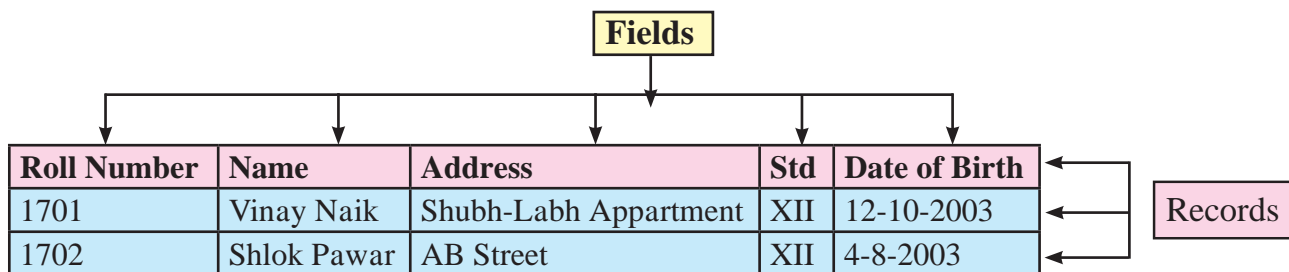 Fields
Roll Number Name Address Std Date of Birth
1701 Vinay Naik Shubh-Labh Appartment XII 12-10-2003
Records
1702 Shlok Pawar AB Street XII 4-8-2003